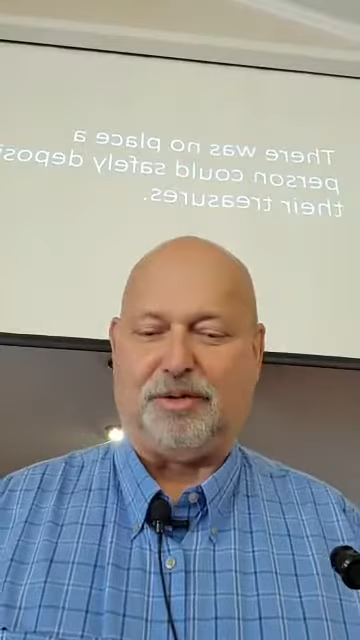 There was no place a
person could safely deposi
their treasures.